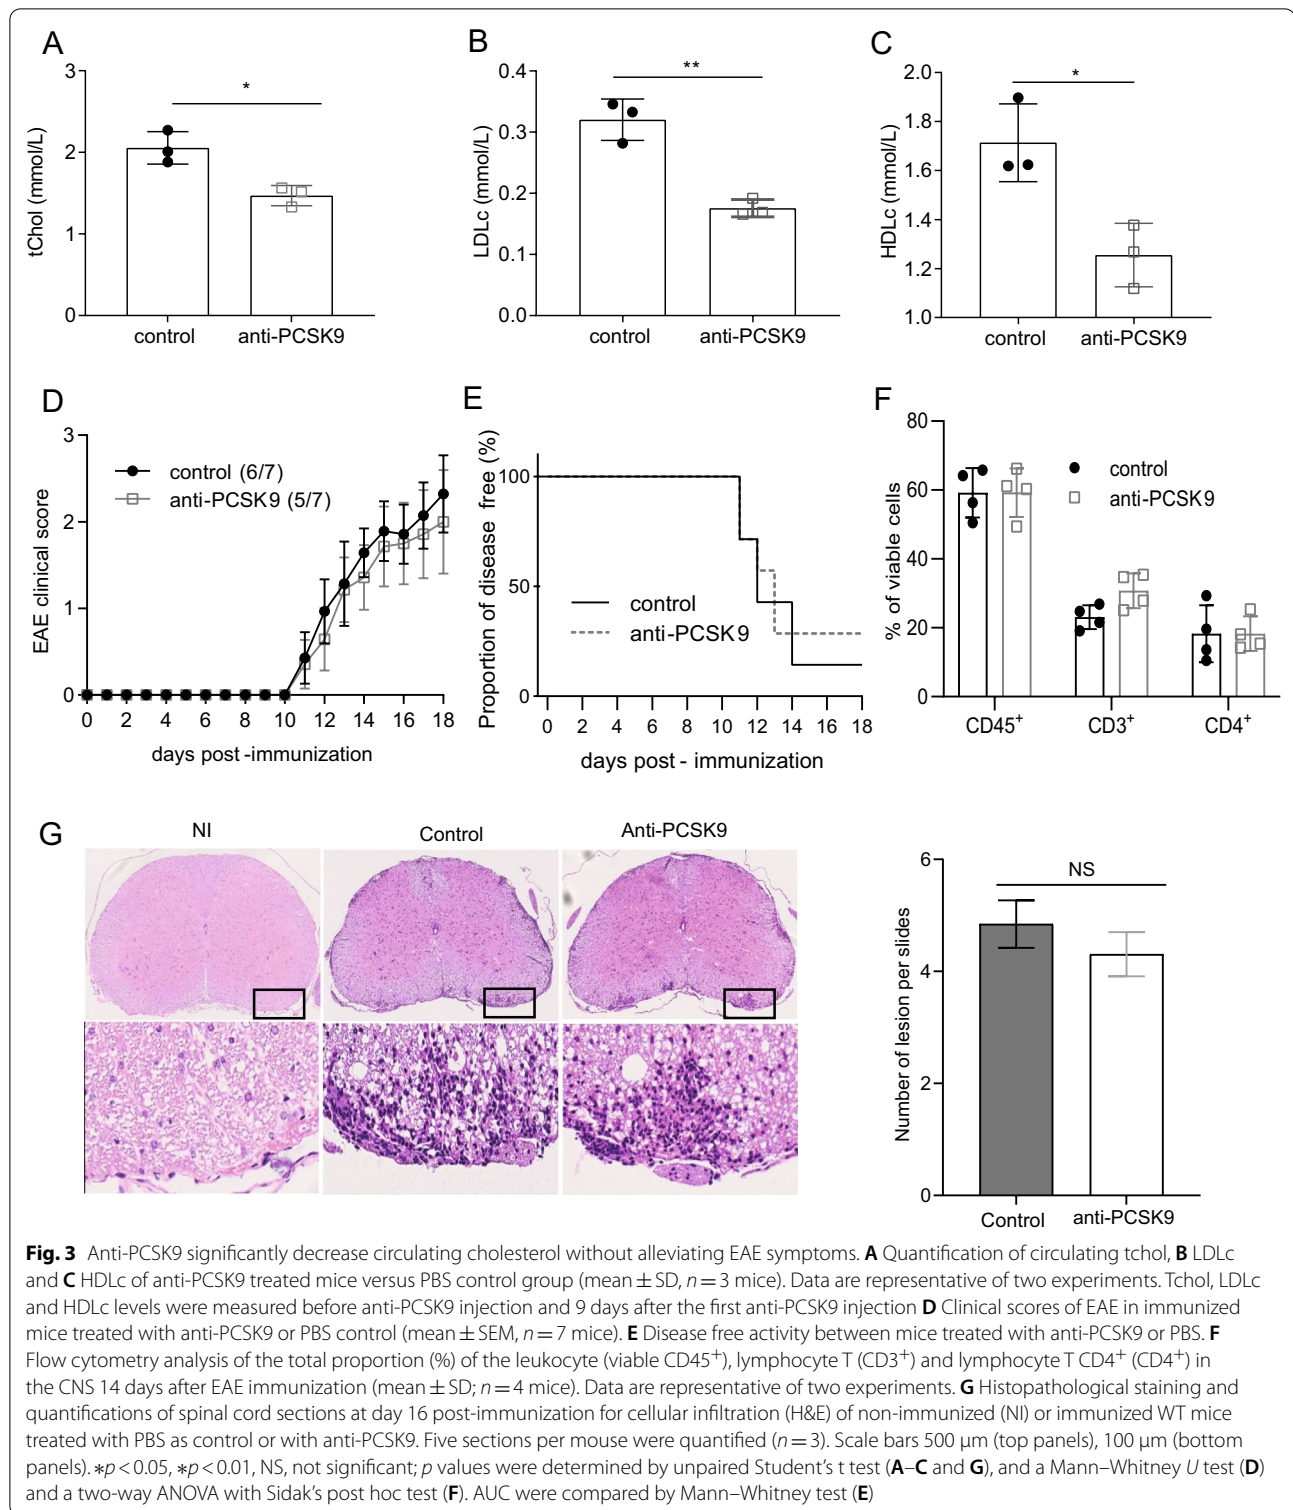 A
3
2
1
0
tChol (mmol/L)
*
control
anti-PCSK9
B
0.4
0.3
0.2
0.1
0.0
LDLc (mmol/L)
**
control
anti-PCSK9
C
2.0
1.8
1.6
1.4
1.2
1.0
HDLc (mmol/L)
*
control
anti-PCSK9
D
3
2
1
0
EAE clinical score
control (6/7)
anti-PCSK9 (5/7)
0 2 4 6 8 10 12 14 16 18
days post -immunization
E
100
50
0
Proportion of disease free (%)
control
anti-PCSK9
0 2 4 6 8 10 12 14 16 18
days post - immunization
F
80
60
40
20
0
% of viable cells
control
anti-PCSK9
CD45⁺ CD3⁺ CD4⁺
G
NI
Control
Anti-PCSK9
6
4
2
0
Number of lesion per slides
NS
Control
anti-PCSK9
Fig. 3 Anti-PCSK9 significantly decrease circulating cholesterol without alleviating EAE symptoms. A Quantification of circulating tchol, B LDLc
and C HDLc of anti-PCSK9 treated mice versus PBS control group (mean ± SD, n = 3 mice). Data are representative of two experiments. Tchol, LDLc
and HDLc levels were measured before anti-PCSK9 injection and 9 days after the first anti-PCSK9 injection D Clinical scores of EAE in immunized
mice treated with anti-PCSK9 or PBS control (mean ± SEM, n = 7 mice). E Disease free activity between mice treated with anti-PCSK9 or PBS. F
Flow cytometry analysis of the total proportion (%) of the leukocyte (viable CD45⁺), lymphocyte T (CD3⁺) and lymphocyte T CD4⁺ (CD4⁺) in
the CNS 14 days after EAE immunization (mean ± SD; n = 4 mice). Data are representative of two experiments. G Histopathological staining and
quantifications of spinal cord sections at day 16 post-immunization for cellular infiltration (H&E) of non-immunized (NI) or immunized WT mice
treated with PBS as control or with anti-PCSK9. Five sections per mouse were quantified (n = 3). Scale bars 500 μm (top panels), 100 μm (bottom
panels). *p < 0.05, *p < 0.01, NS, not significant; p values were determined by unpaired Student's t test (A–C and G), and a Mann–Whitney U test (D)
and a two-way ANOVA with Sidak's post hoc test (F). AUC were compared by Mann–Whitney test (E)